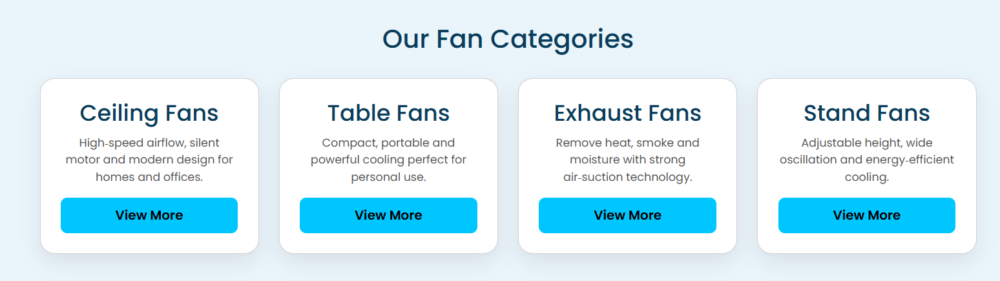 Our Fan Categories
Ceiling Fans
High-speed airflow, silent
motor and modern design for
homes and offices.
View More
Table Fans
Compact, portable and
powerful cooling perfect for
personal use.
View More
Exhaust Fans
Remove heat, smoke and
moisture with strong
air-suction technology.
View More
Stand Fans
Adjustable height, wide
oscillation and energy-efficient
cooling.
View More